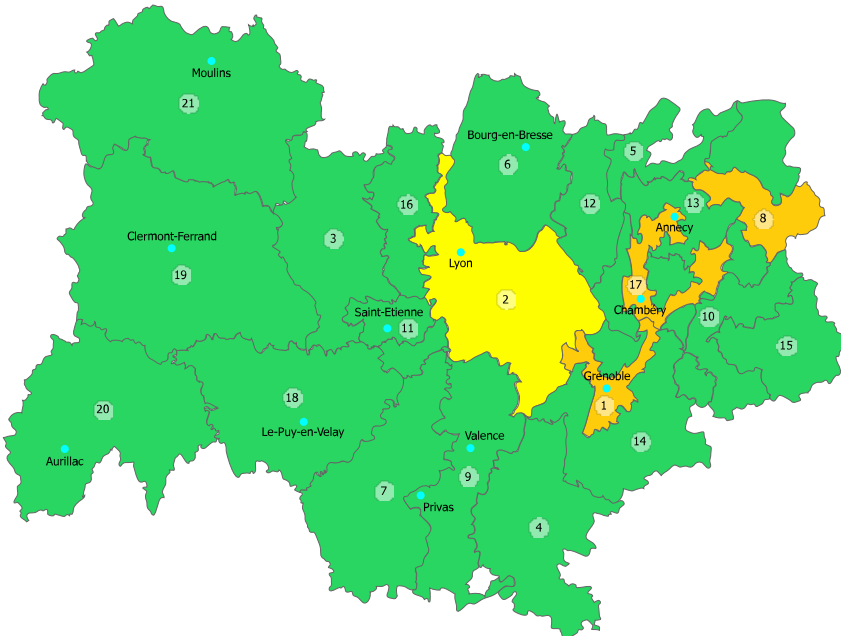 Moulins
21
Bourg-en-Bresse
6
5
12
16
13
8
Annecy
Clermont-Ferrand
3
19
Lyon
17
2
Chambéry
10
Saint-Etienne
11
15
Grenoble
18
1
20
Le-Puy-en-Velay
Valence
14
Aurillac
9
7
Privas
4